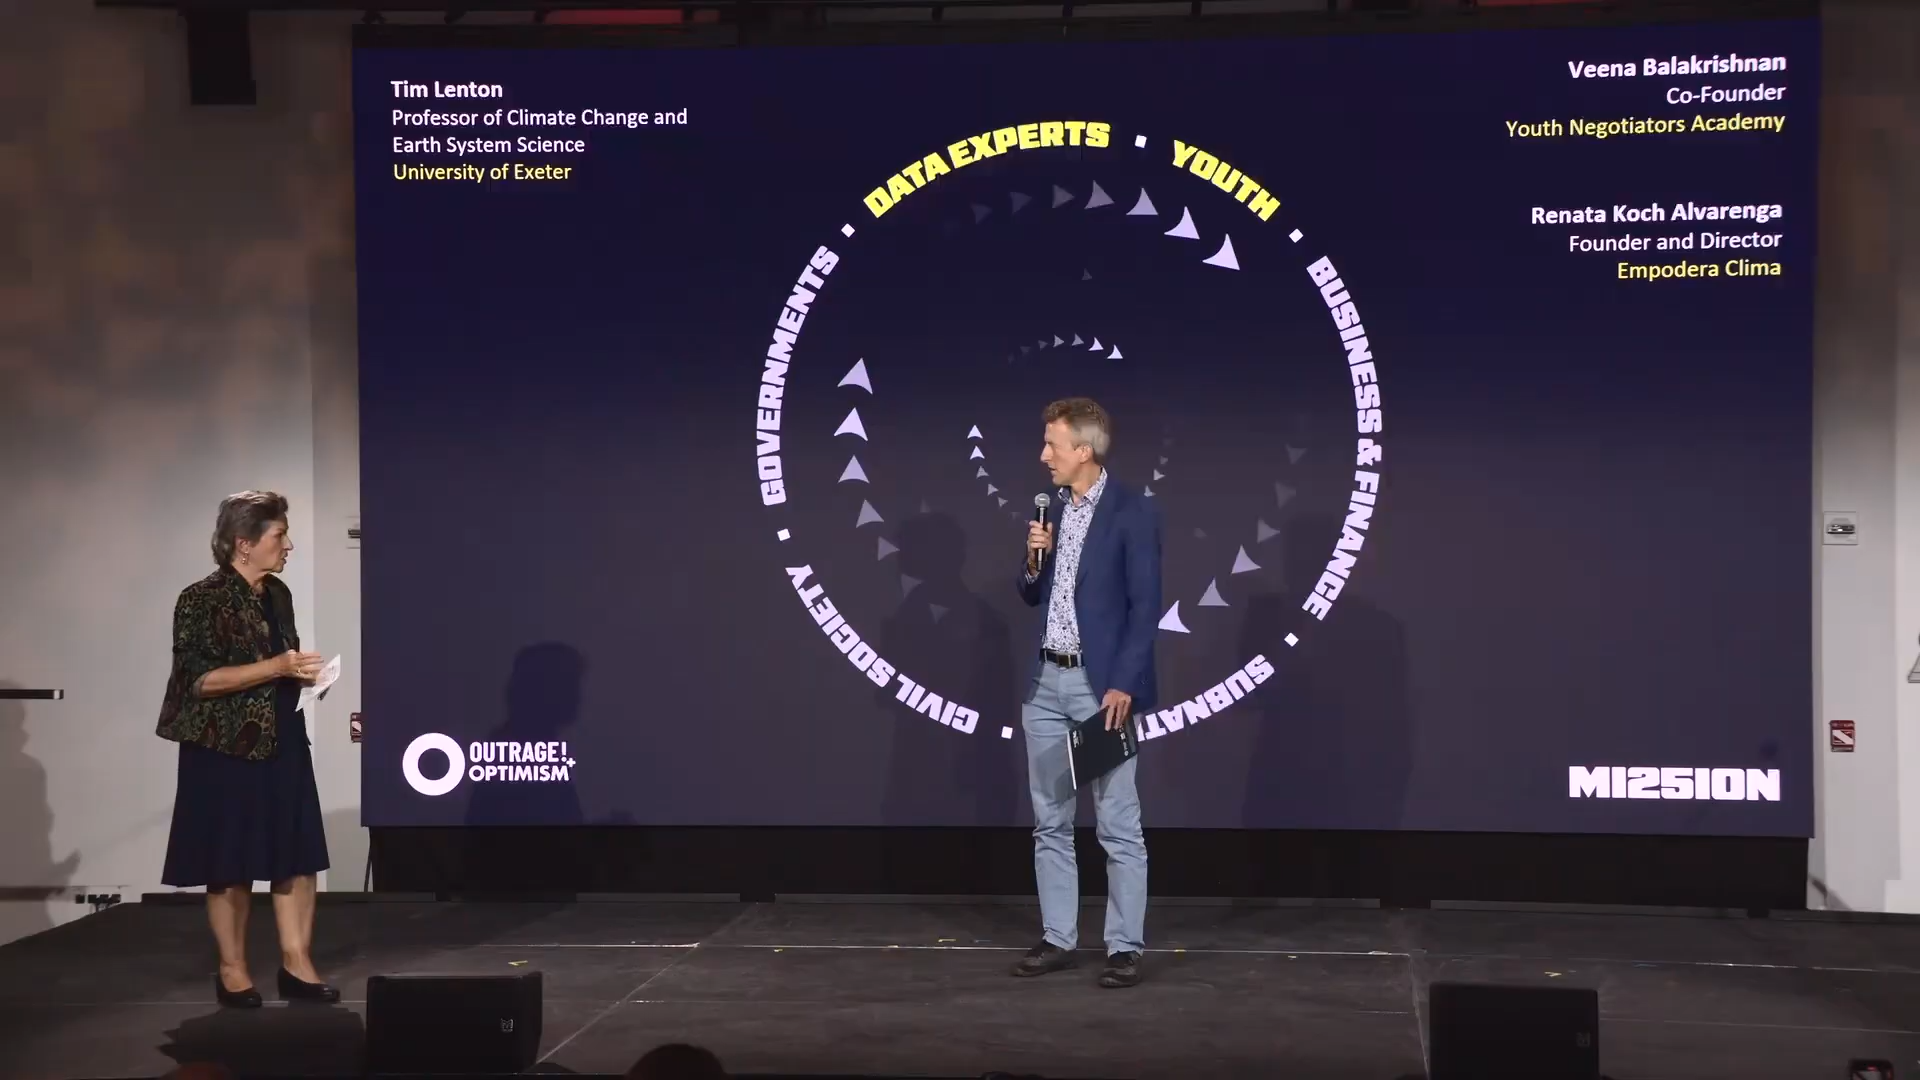 Tim Lenton
Professor of Climate Change and
Earth System Science
University of Exeter
Veena Balakrishnan
Co-Founder
Youth Negotiators Academy
Renata Koch Alvarenga
Founder and Director
Empodera Clima
DATA EXPERTS
YOUTH
BUSINESS & FINANCE
SUBNAT
CIVIL SOCIETY
GOVERNMENTS
OUTRAGE!+
OPTIMISM
MI25ION